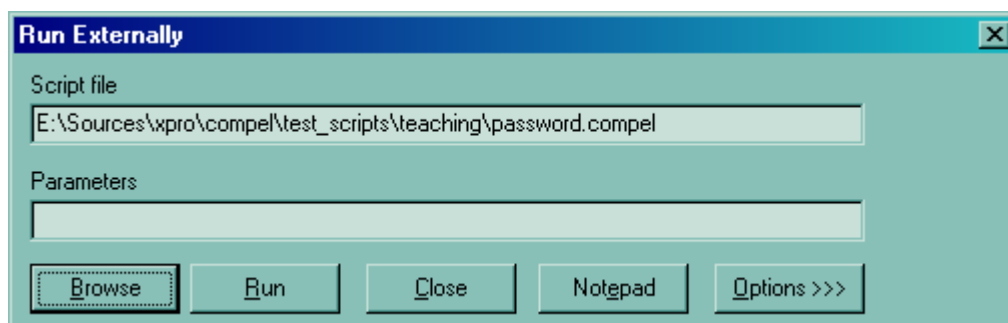 Run Externally
Script file
E:\Sources\xpro\compel\test_scripts\teaching\password.compel
Parameters
Browse Run Close Notepad Options >>>